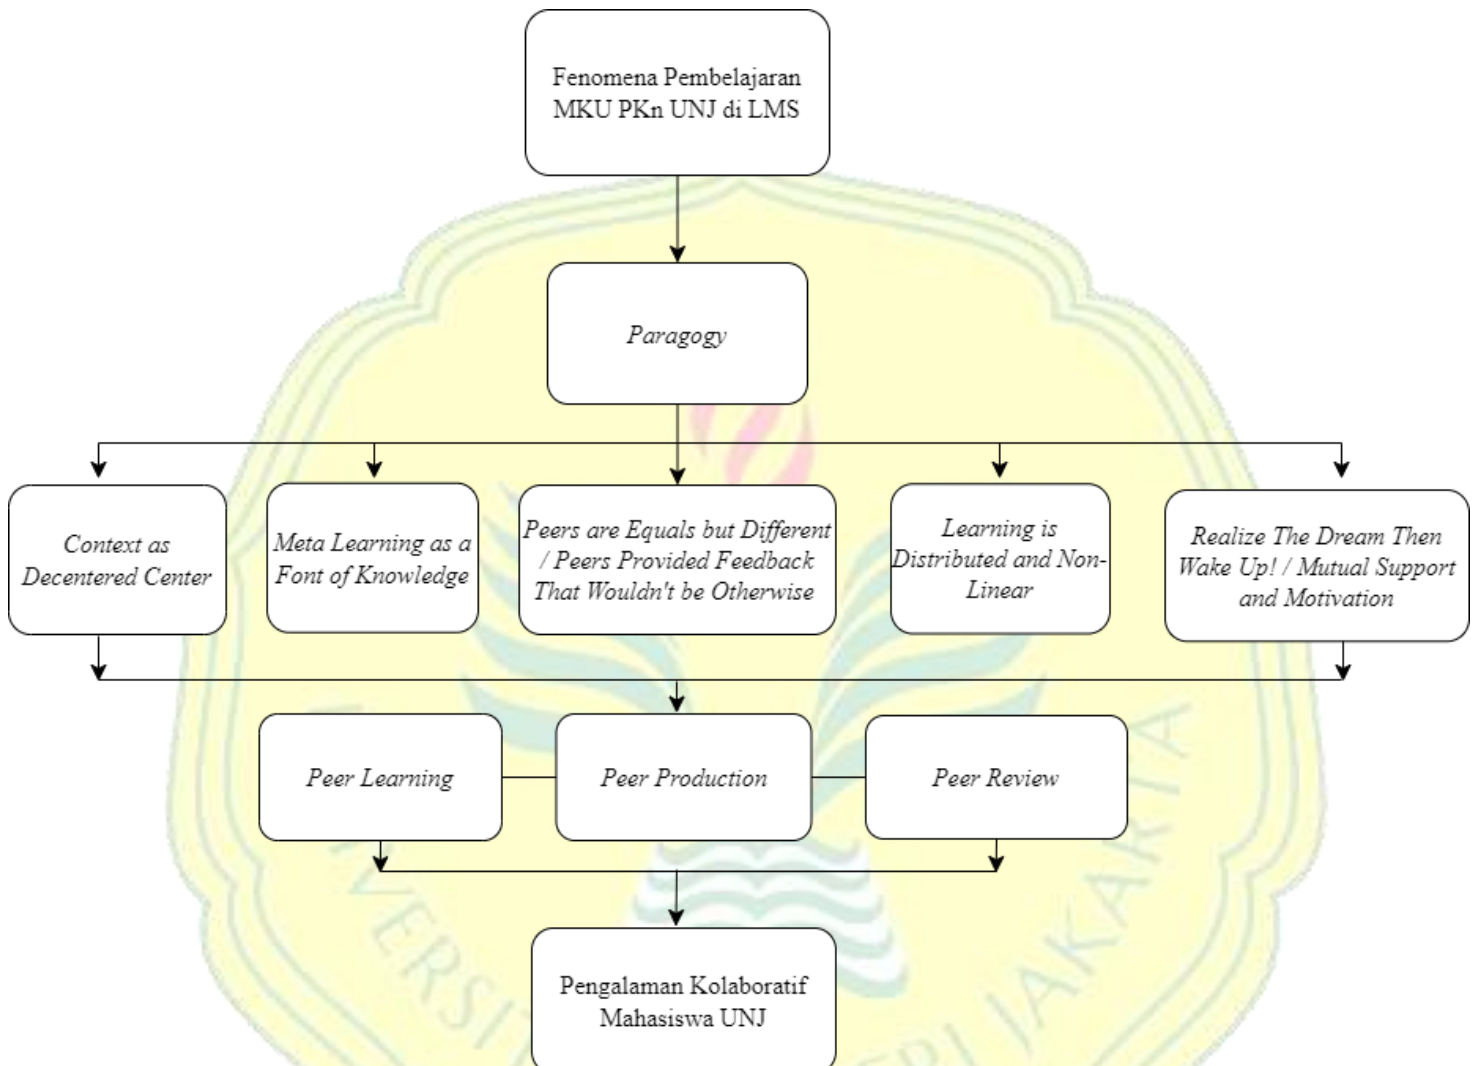 Fenomena Pembelajaran
MKU PKn UNJ di LMS
Paragogy
Context as
Decentered Center
Meta Learning as a
Font of Knowledge
Peers are Equals but Different
/ Peers Provided Feedback
That Wouldn't be Otherwise
Learning is
Distributed and Non-
Linear
Realize The Dream Then
Wake Up! / Mutual Support
and Motivation
Peer Learning
Peer Production
Peer Review
Pengalaman Kolaboratif
Mahasiswa UNJ
JAKARTA